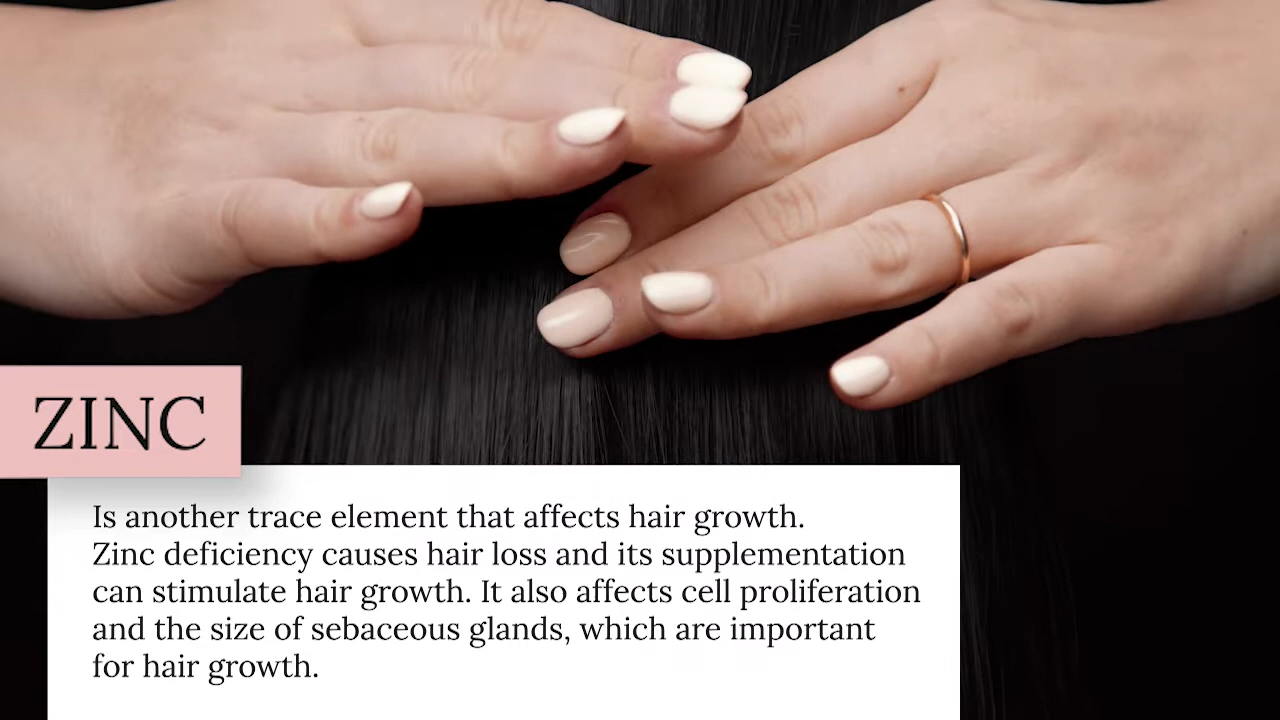 ZINC
Is another trace element that affects hair growth.
Zinc deficiency causes hair loss and its supplementation
can stimulate hair growth. It also affects cell proliferation
and the size of sebaceous glands, which are important
for hair growth.